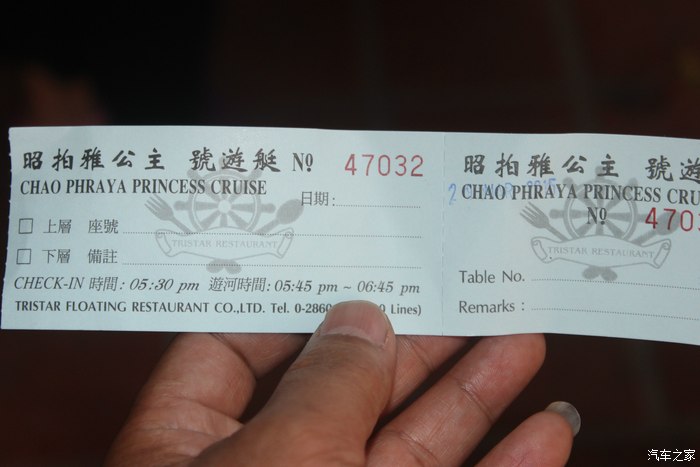 昭拍雅公主 號遊艇 Nº 47032
CHAO PHRAYA PRINCESS CRUISE
日期:
TRISTAR RESTAURANT
上層 座號
下層 備註
CHECK-IN 時間: 05:30 pm 遊河時間: 05:45 pm ~ 06:45 pm
TRISTAR FLOATING RESTAURANT CO.,LTD. Tel. 0-2860 0 Lines)
昭拍雅公主 號遊
CHAO PHRAYA PRINCESS CRU
Nº 470
TRISTAR RESTAURANT
Table No.
Remarks :
汽车之家